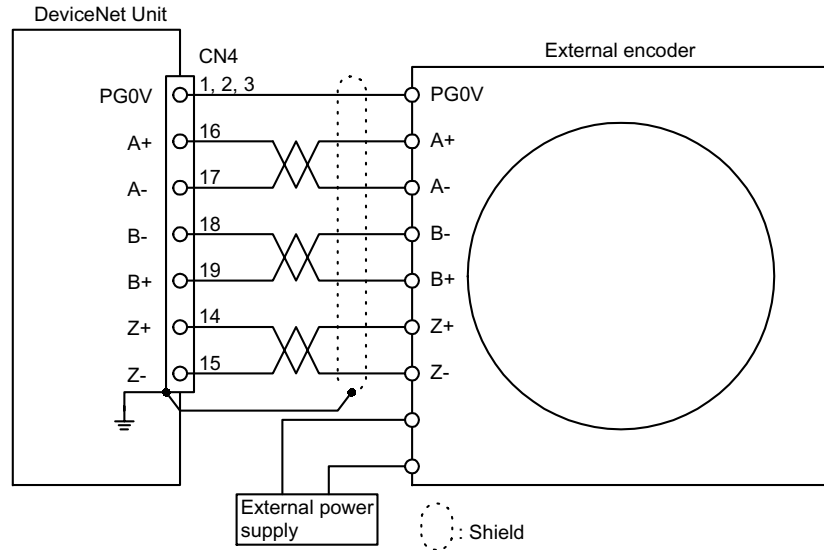 DeviceNet Unit
CN4
External encoder
PG0V
1, 2, 3
PG0V
A+
16
A+
A-
17
A-
B-
18
B-
B+
19
B+
Z+
14
Z+
Z-
15
Z-
External power
supply
: Shield